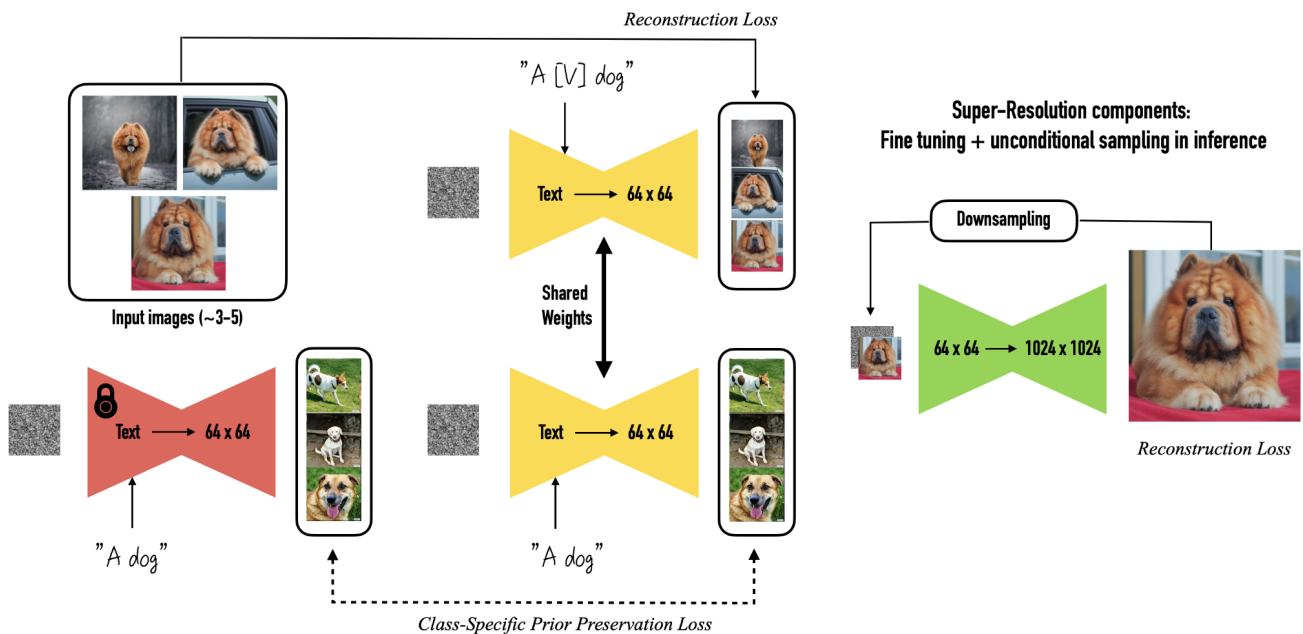 Reconstruction Loss
"A [V] dog"
Text → 64 x 64
Input images (~3-5)
Shared
Weights
Text → 64 x 64
"A dog"
Text → 64 x 64
"A dog"
Class-Specific Prior Preservation Loss
Super-Resolution components:
Fine tuning + unconditional sampling in inference
Downsampling
64 x 64 → 1024 x 1024
Reconstruction Loss